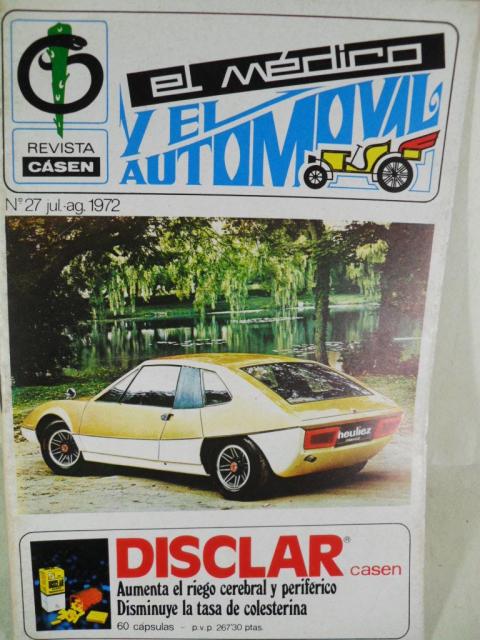 el médico
Y EL
AUTOMOVIL
REVISTA
CÁSEN
Nº 27 jul.-ag. 1972
heuliez
DISCLAR®
casen
Aumenta el riego cerebral y periférico
Disminuye la tasa de colesterina
60 cápsulas - p.v.p 267'30 ptas.